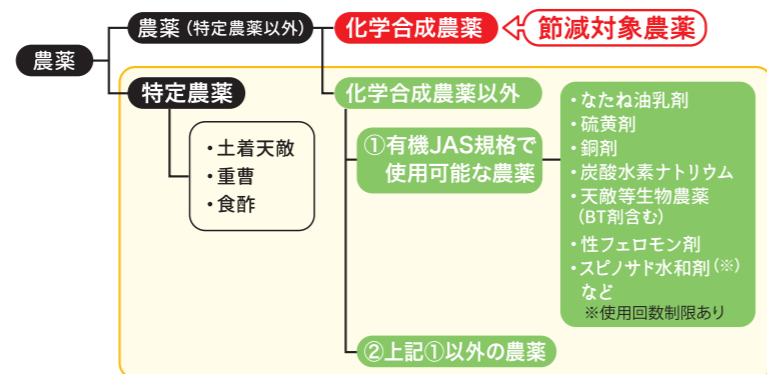 農薬
農薬（特定農薬以外）
化学合成農薬
節減対象農薬
特定農薬
・土着天敵
・重曹
・食酢
化学合成農薬以外
①有機JAS規格で
使用可能な農薬
・なたね油乳剤
・硫黄剤
・銅剤
・炭酸水素ナトリウム
・天敵等生物農薬
（BT剤含む）
・性フェロモン剤
・スピノサド水和剤（※）
など
※使用回数制限あり
②上記①以外の農薬